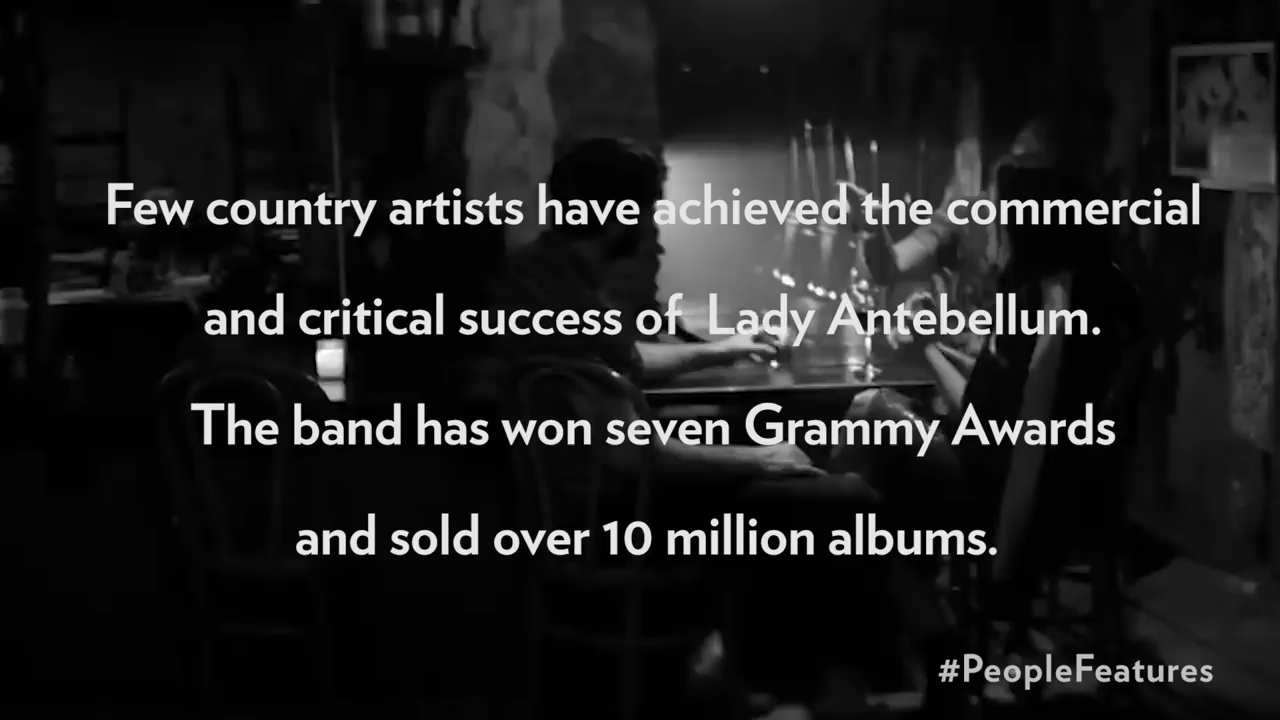 Few country artists have achieved the commercial
and critical success of Lady Antebellum.
The band has won seven Grammy Awards
and sold over 10 million albums.
#PeopleFeatures